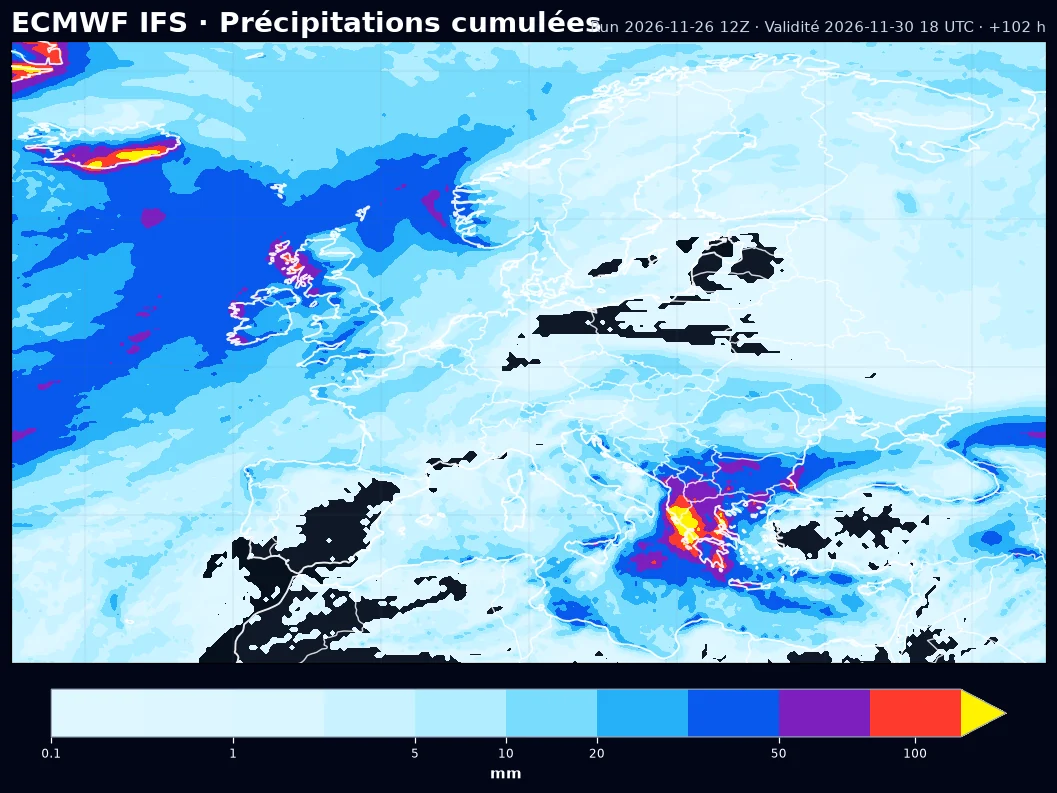 ECMWF IFS · Précipitations cumulées
Run 2026-11-26 12Z · Validité 2026-11-30 18 UTC · +102 h
0.1 1 5 10 20 50 100
mm